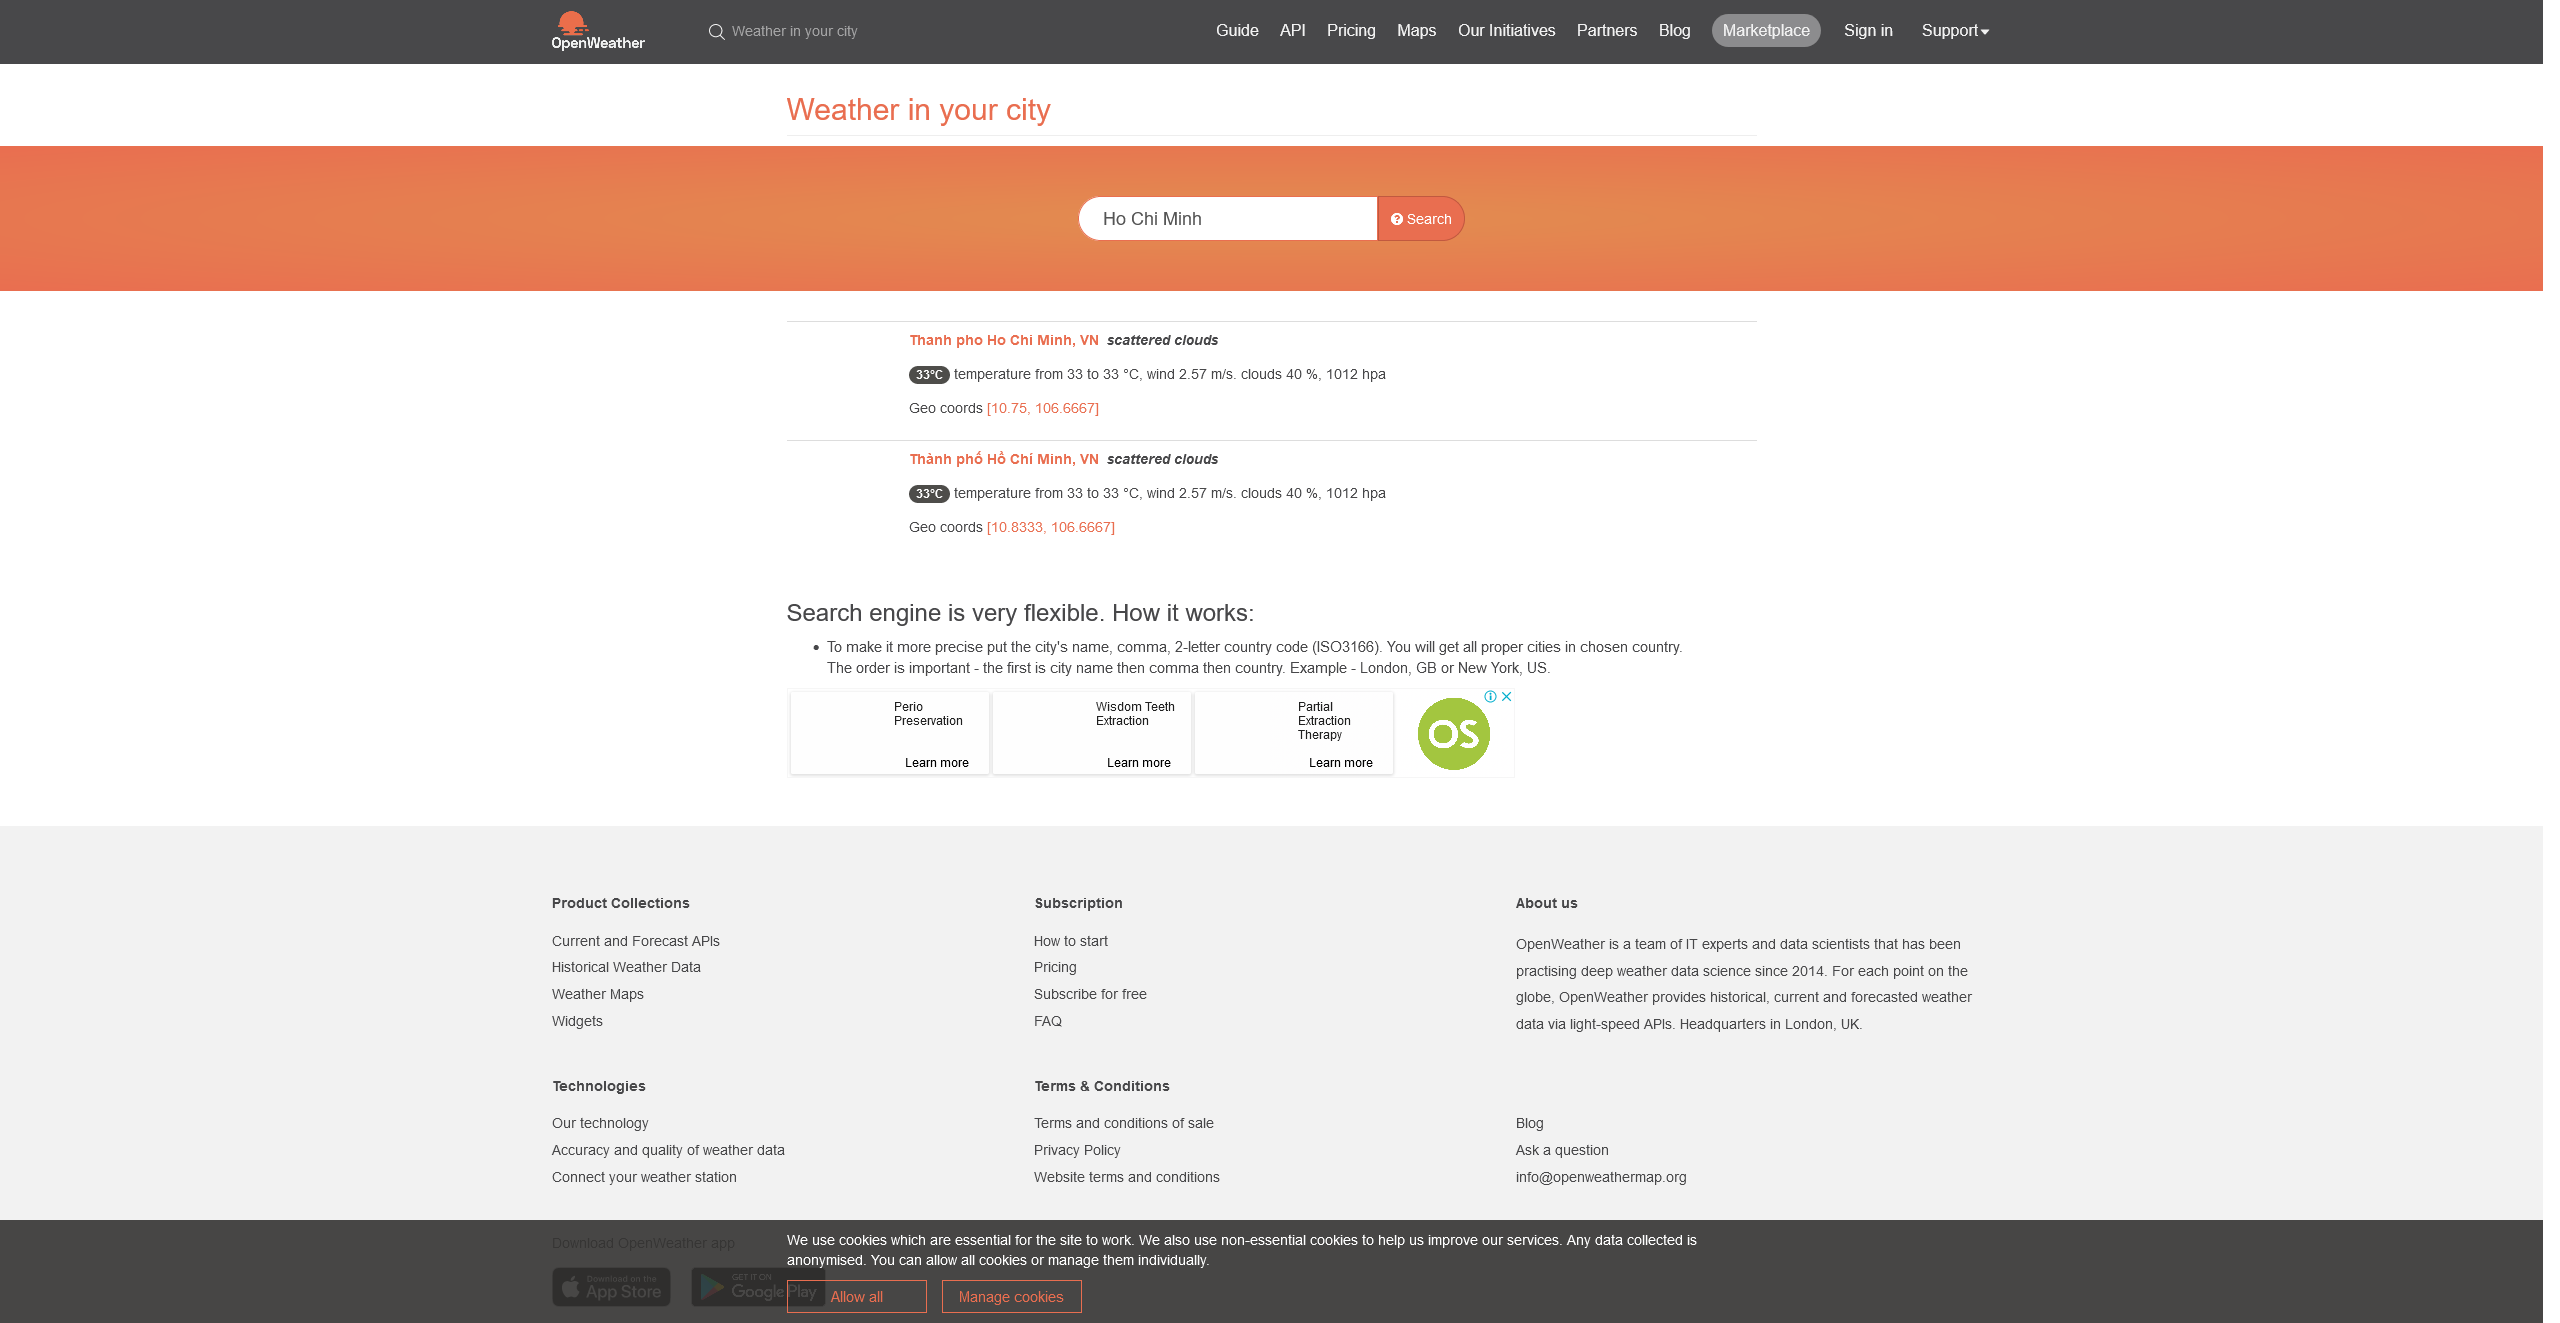 OpenWeather
Weather in your city
Guide API Pricing Maps Our Initiatives Partners Blog Marketplace Sign in Support
Weather in your city
Ho Chi Minh
Search
Thanh pho Ho Chi Minh, VN scattered clouds
33°C temperature from 33 to 33 °C, wind 2.57 m/s. clouds 40 %, 1012 hpa
Geo coords [10.75, 106.6667]
Thành phố Hồ Chí Minh, VN scattered clouds
33°C temperature from 33 to 33 °C, wind 2.57 m/s. clouds 40 %, 1012 hpa
Geo coords [10.8333, 106.6667]
Search engine is very flexible. How it works:
• To make it more precise put the city's name, comma, 2-letter country code (ISO3166). You will get all proper cities in chosen country.
The order is important - the first is city name then comma then country. Example - London, GB or New York, US.
Perio
Preservation
Learn more
Wisdom Teeth
Extraction
Learn more
Partial
Extraction
Therapy
Learn more
OS
Product Collections
Current and Forecast APIs
Historical Weather Data
Weather Maps
Widgets
Subscription
How to start
Pricing
Subscribe for free
FAQ
About us
OpenWeather is a team of IT experts and data scientists that has been
practising deep weather data science since 2014. For each point on the
globe, OpenWeather provides historical, current and forecasted weather
data via light-speed APIs. Headquarters in London, UK.
Technologies
Our technology
Accuracy and quality of weather data
Connect your weather station
Terms & Conditions
Terms and conditions of sale
Privacy Policy
Website terms and conditions
Blog
Ask a question
info@openweathermap.org
Download OpenWeather app
Download on the
App Store
GET IT ON
Google Play
We use cookies which are essential for the site to work. We also use non-essential cookies to help us improve our services. Any data collected is
anonymised. You can allow all cookies or manage them individually.
Allow all
Manage cookies